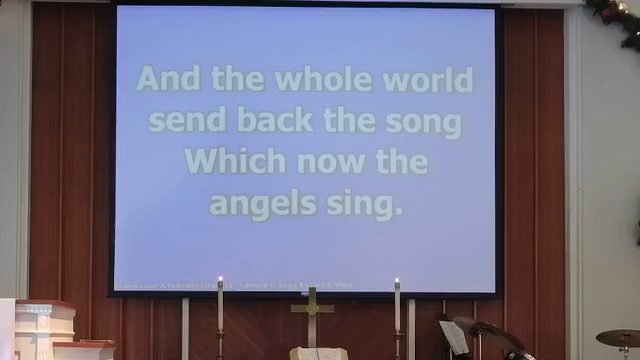 And the whole world
send back the song
Which now the
angels sing.